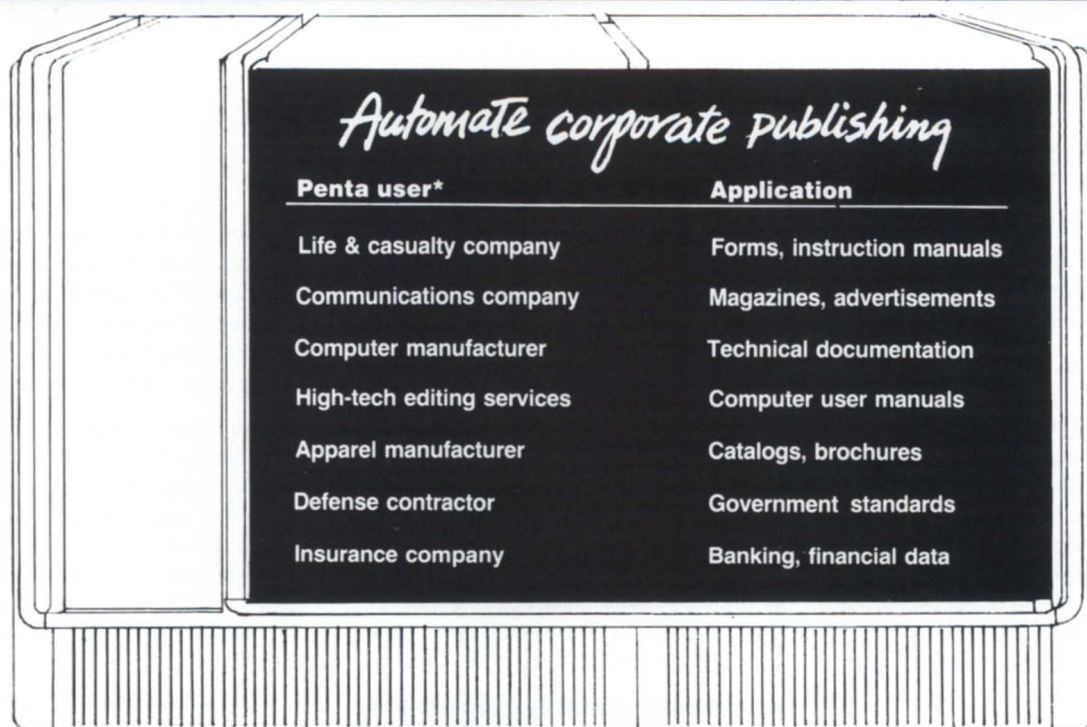 Automate corporate publishing
Penta user* Application
Life & casualty company Forms, instruction manuals
Communications company Magazines, advertisements
Computer manufacturer Technical documentation
High-tech editing services Computer user manuals
Apparel manufacturer Catalogs, brochures
Defense contractor Government standards
Insurance company Banking, financial data